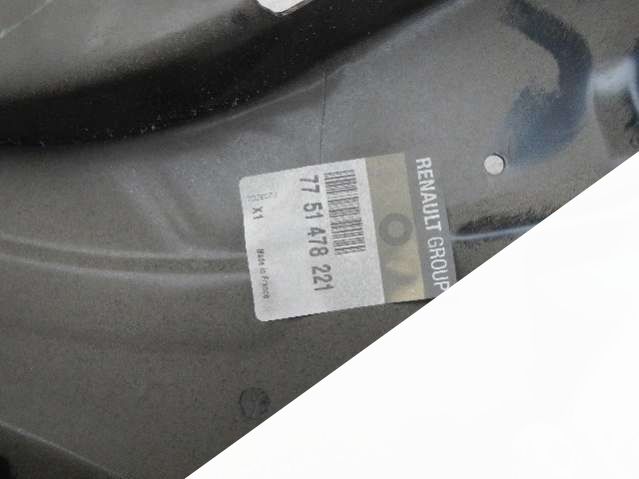 RENAULT GROUP
77 51 478 221
X1
Made in France